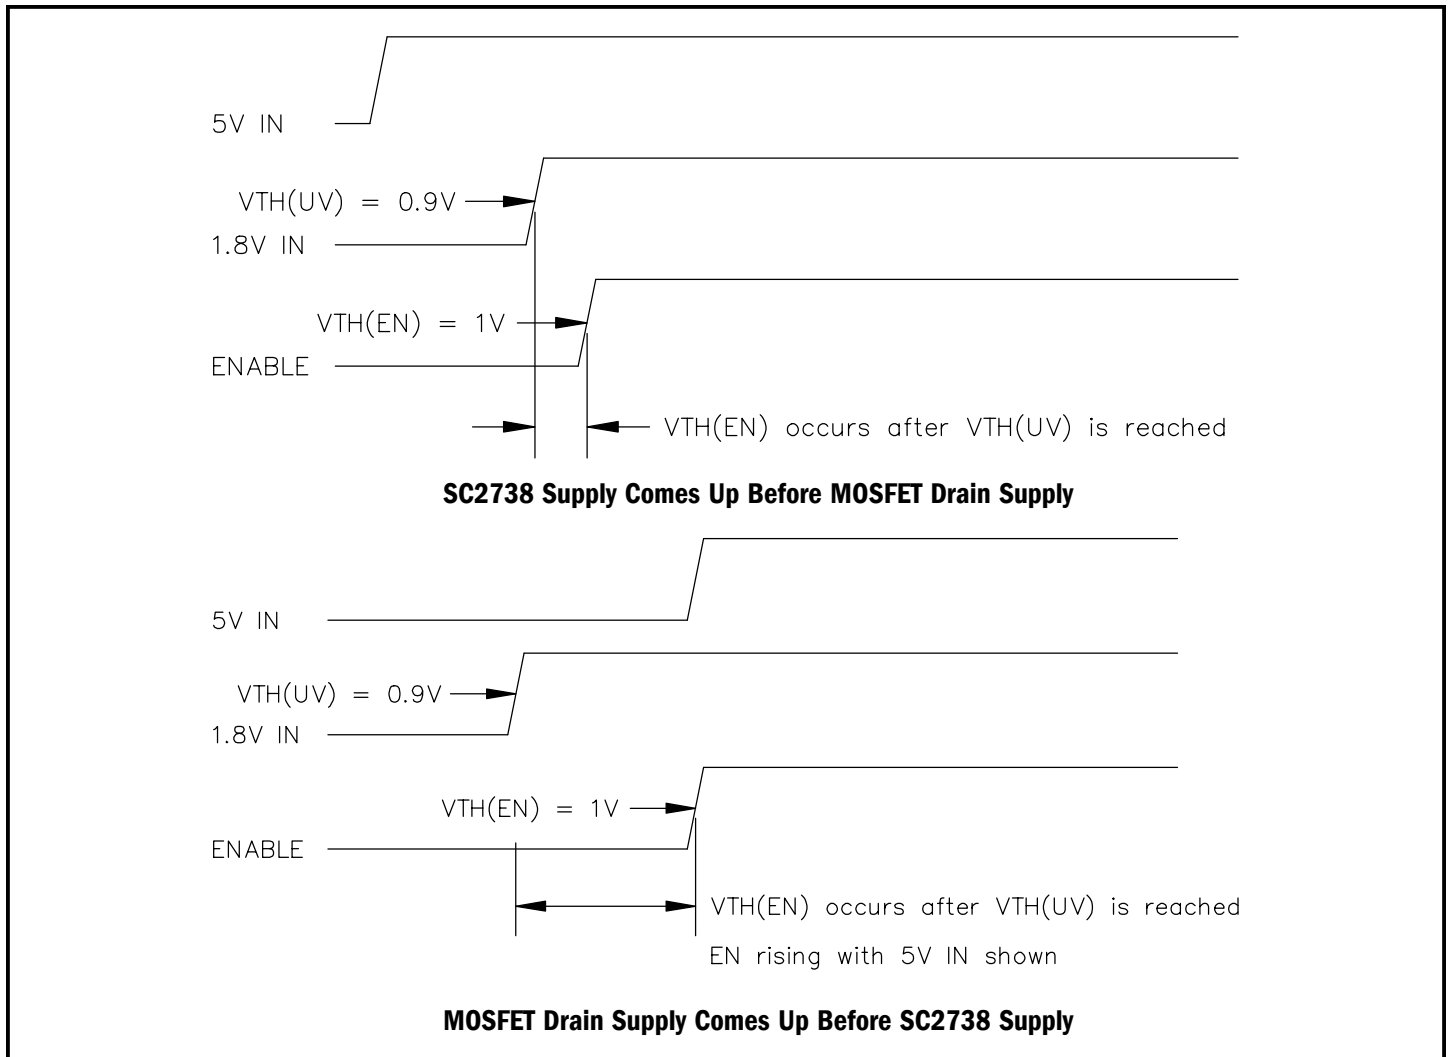 5V IN
VTH(UV) = 0.9V
1.8V IN
VTH(EN) = 1V
ENABLE
VTH(EN) occurs after VTH(UV) is reached
SC2738 Supply Comes Up Before MOSFET Drain Supply
5V IN
VTH(UV) = 0.9V
1.8V IN
VTH(EN) = 1V
ENABLE
VTH(EN) occurs after VTH(UV) is reached
EN rising with 5V IN shown
MOSFET Drain Supply Comes Up Before SC2738 Supply